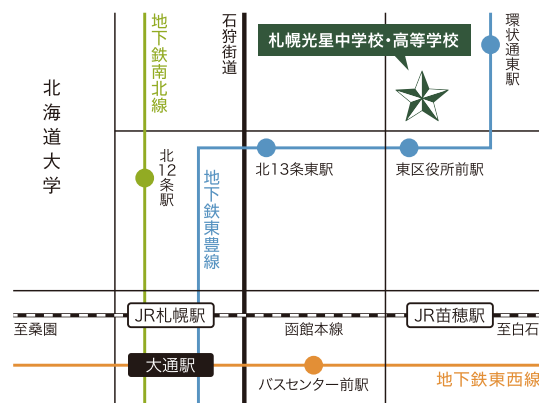 地下鉄南北線
石狩街道
札幌光星中学校・高等学校
環状通東駅
北海道大学
北12条駅
地下鉄東豊線
北13条東駅
東区役所前駅
JR札幌駅
JR苗穂駅
至桑園
函館本線
至白石
大通駅
バスセンター前駅
地下鉄東西線